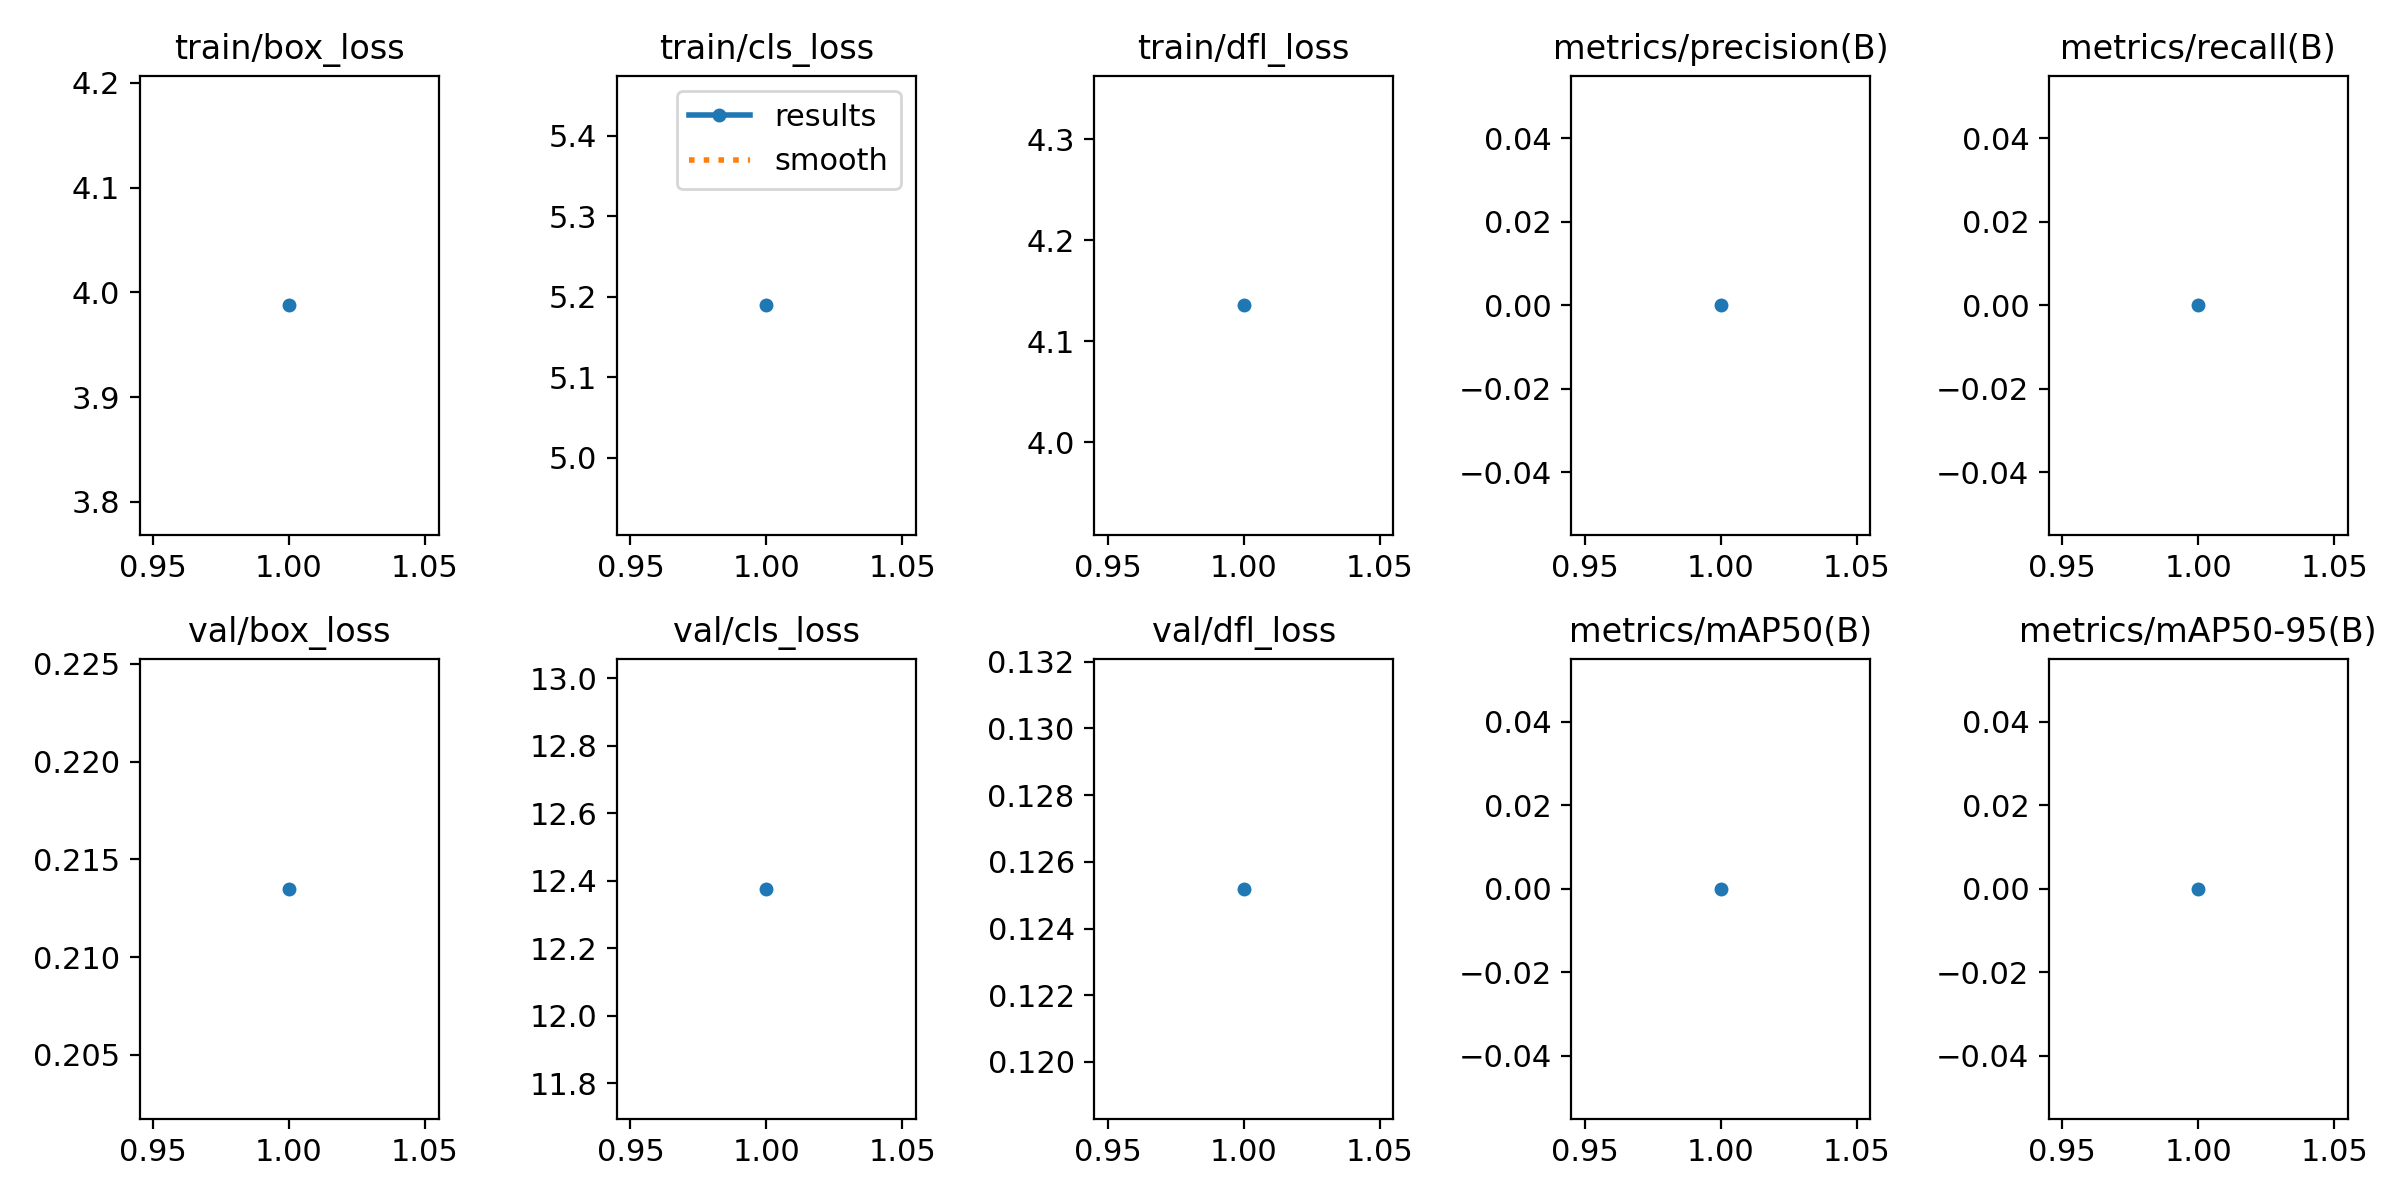 train/box_loss
4.2
4.1
4.0
3.9
3.8
0.95 1.00 1.05
train/cls_loss
results
smooth
5.4
5.3
5.2
5.1
5.0
0.95 1.00 1.05
train/dfl_loss
4.3
4.2
4.1
4.0
0.95 1.00 1.05
metrics/precision(B)
0.04
0.02
0.00
−0.02
−0.04
0.95 1.00 1.05
metrics/recall(B)
0.04
0.02
0.00
−0.02
−0.04
0.95 1.00 1.05
val/box_loss
0.225
0.220
0.215
0.210
0.205
0.95 1.00 1.05
val/cls_loss
13.0
12.8
12.6
12.4
12.2
12.0
11.8
0.95 1.00 1.05
val/dfl_loss
0.132
0.130
0.128
0.126
0.124
0.122
0.120
0.95 1.00 1.05
metrics/mAP50(B)
0.04
0.02
0.00
−0.02
−0.04
0.95 1.00 1.05
metrics/mAP50-95(B)
0.04
0.02
0.00
−0.02
−0.04
0.95 1.00 1.05